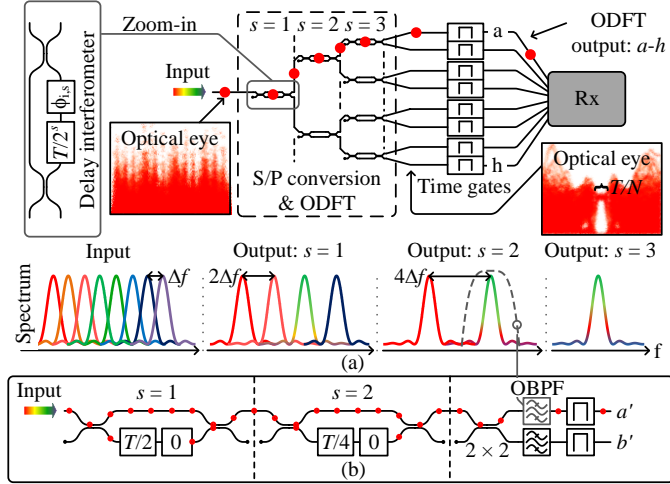 Zoom-in
s = 1 s = 2 s = 3
a
ODFT
output: a-h
Delay interferometer
ϕi,s
T/2^s
Input
Optical eye
Rx
h
S/P conversion
& ODFT
Time gates
Optical eye
T/N
Input
Output: s = 1
Output: s = 2
Output: s = 3
Spectrum
Δf
2Δf
4Δf
f
(a)
Input
s = 1
s = 2
OBPF
T/2
0
T/4
0
2 × 2
a′
b′
(b)